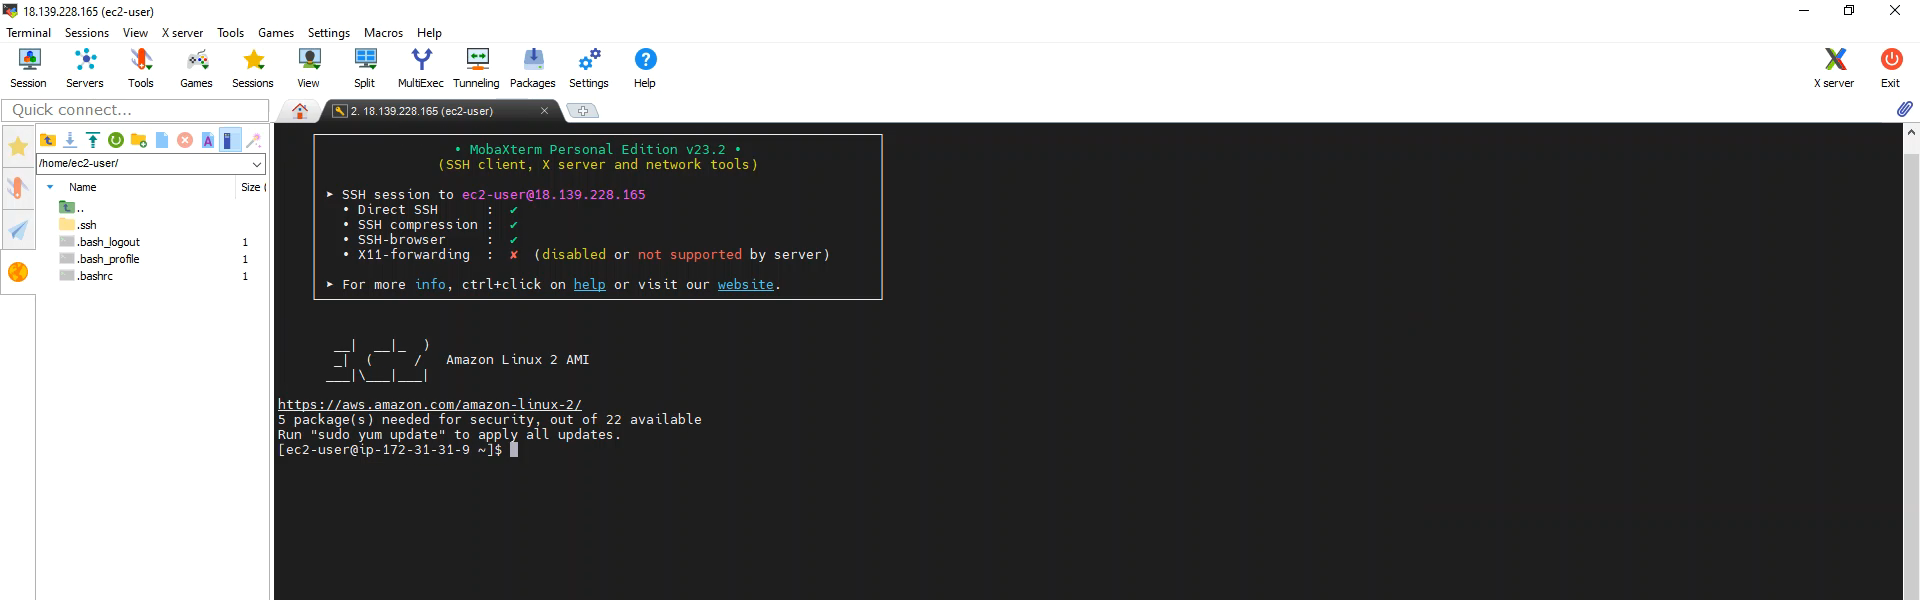 18.139.228.165 (ec2-user)
Terminal Sessions View X server Tools Games Settings Macros Help
Session Servers Tools Games Sessions View Split MultiExec Tunneling Packages Settings Help X server Exit
Quick connect...
2. 18.139.228.165 (ec2-user)
/home/ec2-user/
Name Size (
..
.ssh
.bash_logout 1
.bash_profile 1
.bashrc 1
• MobaXterm Personal Edition v23.2 •
(SSH client, X server and network tools)
➤ SSH session to ec2-user@18.139.228.165
• Direct SSH : ✔
• SSH compression : ✔
• SSH-browser : ✔
• X11-forwarding : ✘ (disabled or not supported by server)
➤ For more info, ctrl+click on help or visit our website.
__| __|_ )
_| ( / Amazon Linux 2 AMI
___|\___|___|
https://aws.amazon.com/amazon-linux-2/
5 package(s) needed for security, out of 22 available
Run "sudo yum update" to apply all updates.
[ec2-user@ip-172-31-31-9 ~]$